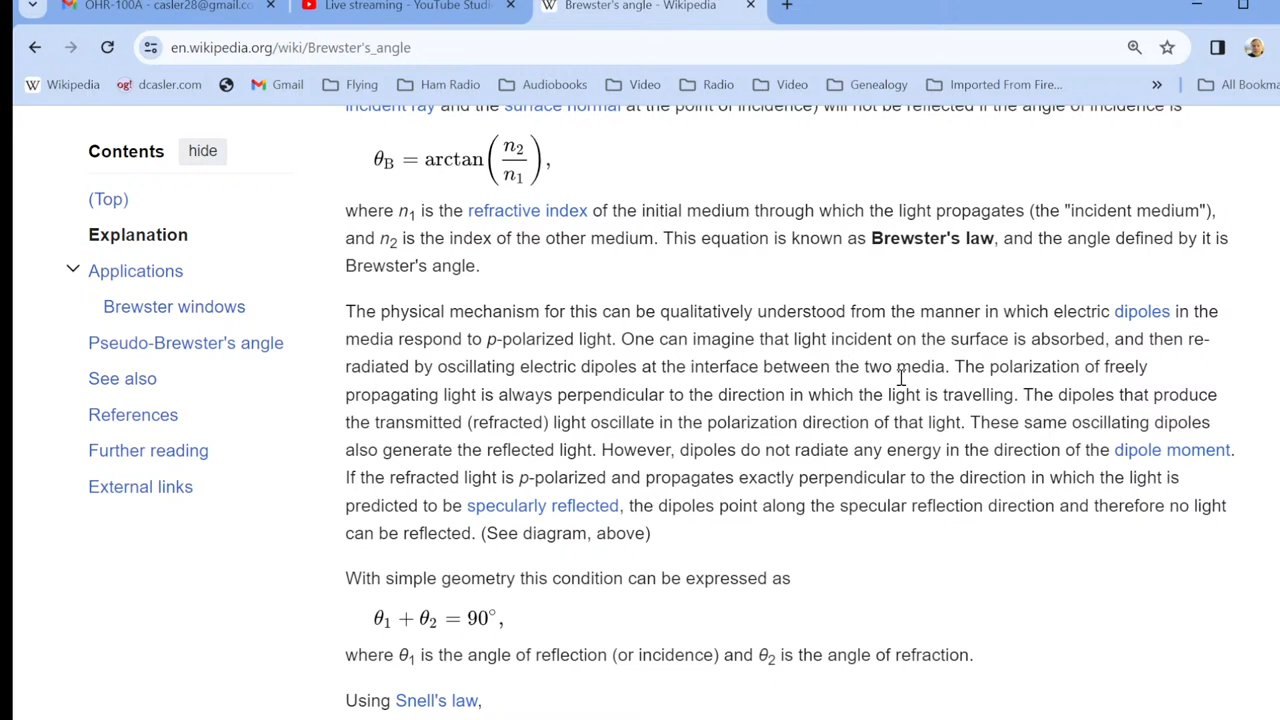 OHR-100A - casler28@gmail.co
Live streaming - YouTube Studi
Brewster's angle - Wikipedia
en.wikipedia.org/wiki/Brewster's_angle
Wikipedia dcasler.com Gmail Flying Ham Radio Audiobooks Video Radio Video Genealogy Imported From Fire... » All Bookma
incident ray and the surface normal at the point of incidence) will not be reflected if the angle of incidence is
Contents hide
θB = arctan(n2/n1),
(Top)
where n1 is the refractive index of the initial medium through which the light propagates (the "incident medium"),
Explanation
and n2 is the index of the other medium. This equation is known as Brewster's law, and the angle defined by it is
Brewster's angle.
Applications
Brewster windows
The physical mechanism for this can be qualitatively understood from the manner in which electric dipoles in the
Pseudo-Brewster's angle
media respond to p-polarized light. One can imagine that light incident on the surface is absorbed, and then re-
radiated by oscillating electric dipoles at the interface between the two media. The polarization of freely
See also
propagating light is always perpendicular to the direction in which the light is travelling. The dipoles that produce
References
the transmitted (refracted) light oscillate in the polarization direction of that light. These same oscillating dipoles
Further reading
also generate the reflected light. However, dipoles do not radiate any energy in the direction of the dipole moment.
If the refracted light is p-polarized and propagates exactly perpendicular to the direction in which the light is
External links
predicted to be specularly reflected, the dipoles point along the specular reflection direction and therefore no light
can be reflected. (See diagram, above)
With simple geometry this condition can be expressed as
θ1 + θ2 = 90°,
where θ1 is the angle of reflection (or incidence) and θ2 is the angle of refraction.
Using Snell's law,